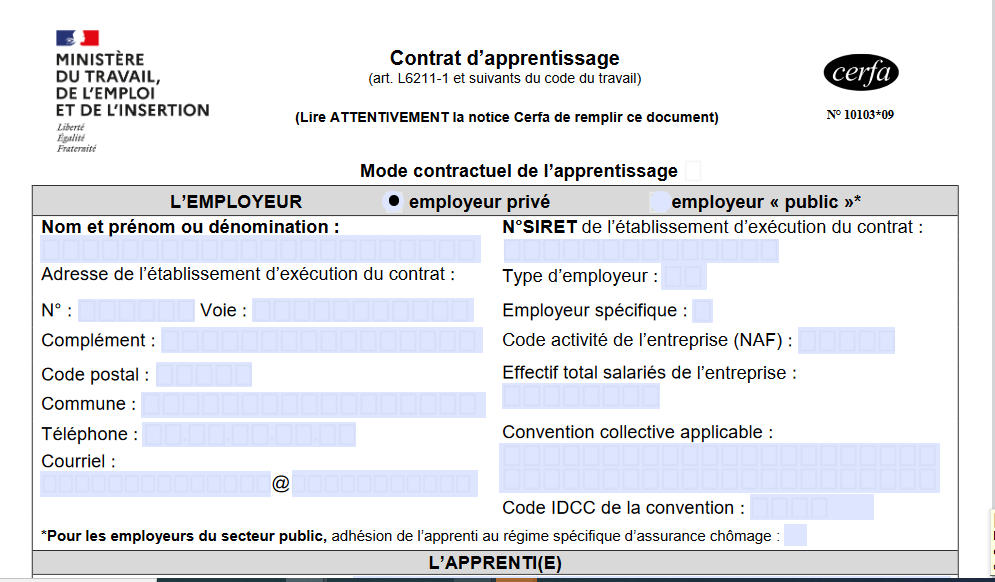 MINISTÈRE
DU TRAVAIL,
DE L'EMPLOI
ET DE L'INSERTION
Liberté
Égalité
Fraternité
Contrat d'apprentissage
(art. L6211-1 et suivants du code du travail)
(Lire ATTENTIVEMENT la notice Cerfa de remplir ce document)
cerfa
N° 10103*09
Mode contractuel de l'apprentissage
L'EMPLOYEUR employeur privé employeur « public »*
Nom et prénom ou dénomination :
Adresse de l'établissement d'exécution du contrat :
N° : Voie :
Complément :
Code postal :
Commune :
Téléphone :
Courriel :
@
N°SIRET de l'établissement d'exécution du contrat :
Type d'employeur :
Employeur spécifique :
Code activité de l'entreprise (NAF) :
Effectif total salariés de l'entreprise :
Convention collective applicable :
Code IDCC de la convention :
*Pour les employeurs du secteur public, adhésion de l'apprenti au régime spécifique d'assurance chômage :
L'APPRENTI(E)